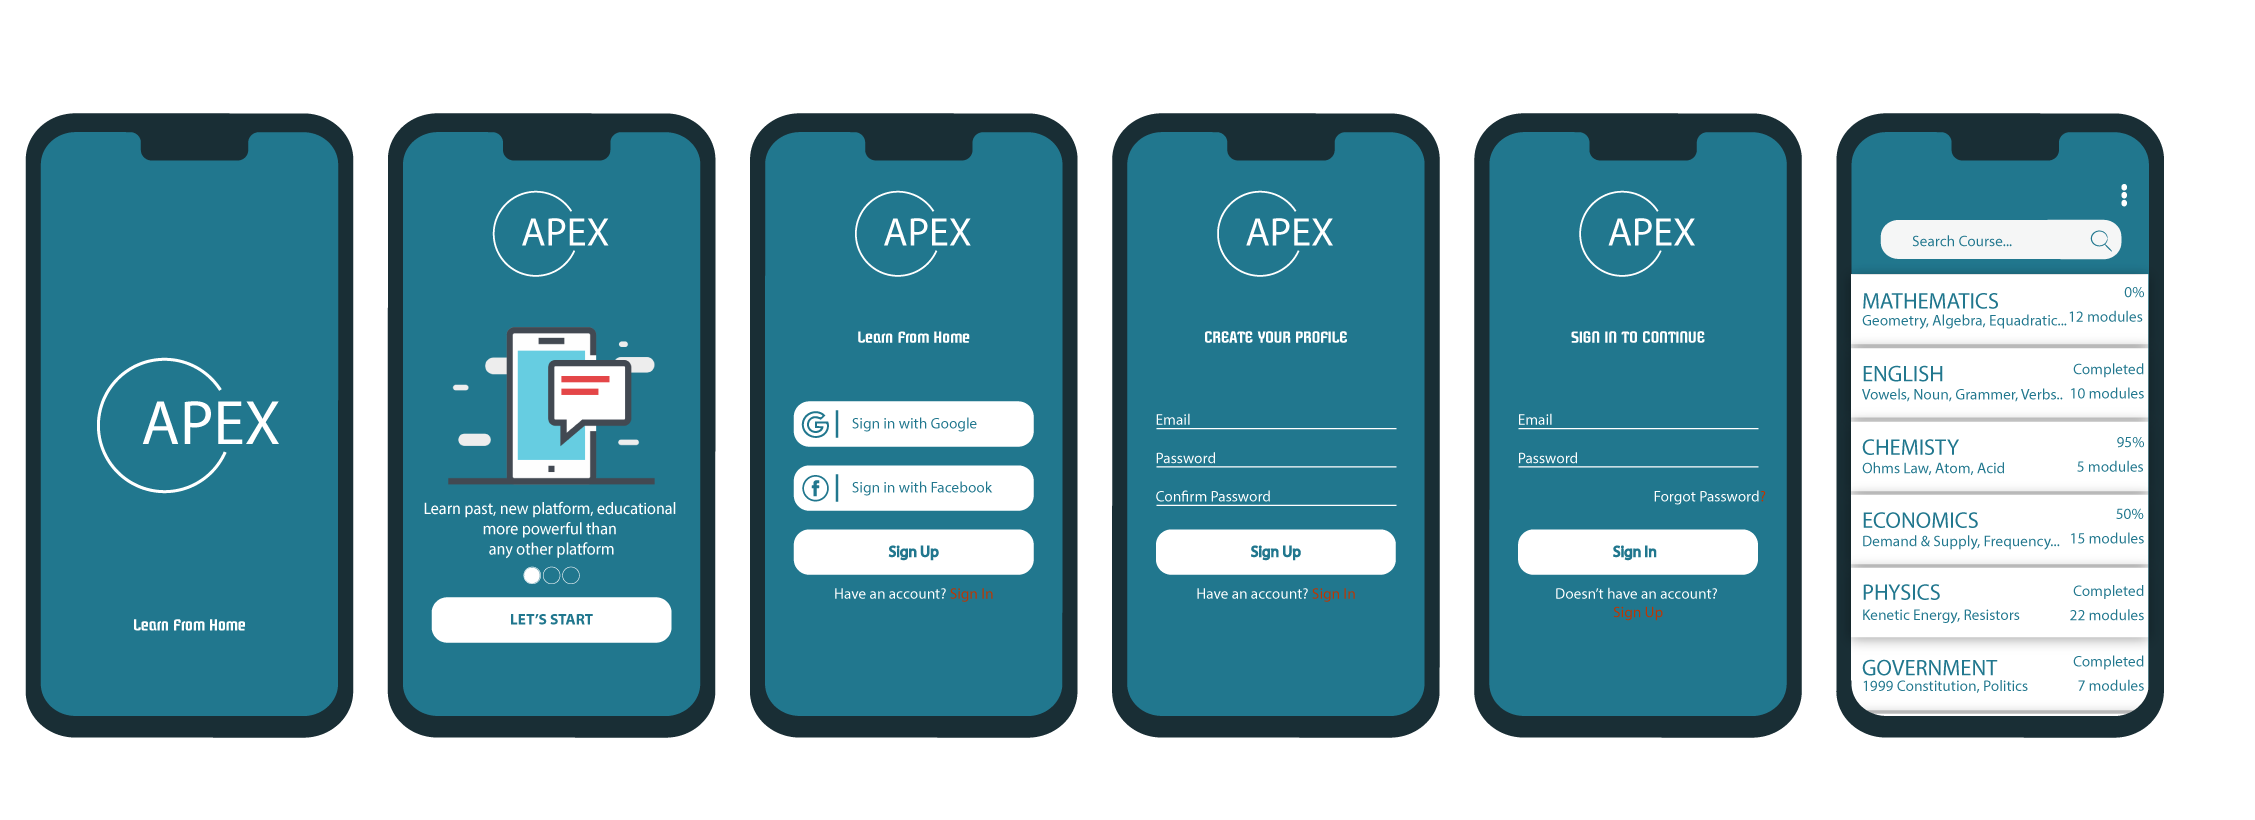 APEX
Learn From Home
APEX
Learn past, new platform, educational
more powerful than
any other platform
LET'S START
APEX
Learn From Home
Sign in with Google
Sign in with Facebook
Sign Up
Have an account? Sign In
APEX
CREATE YOUR PROFILE
Email
Password
Confirm Password
Sign Up
Have an account? Sign In
APEX
SIGN IN TO CONTINUE
Email
Password
Forgot Password?
Sign In
Doesn't have an account?
Sign Up
Search Course...
MATHEMATICS 0%
Geometry, Algebra, Equadratic... 12 modules
ENGLISH Completed
Vowels, Noun, Grammer, Verbs.. 10 modules
CHEMISTY 95%
Ohms Law, Atom, Acid 5 modules
ECONOMICS 50%
Demand & Supply, Frequency... 15 modules
PHYSICS Completed
Kenetic Energy, Resistors 22 modules
GOVERNMENT Completed
1999 Constitution, Politics 7 modules